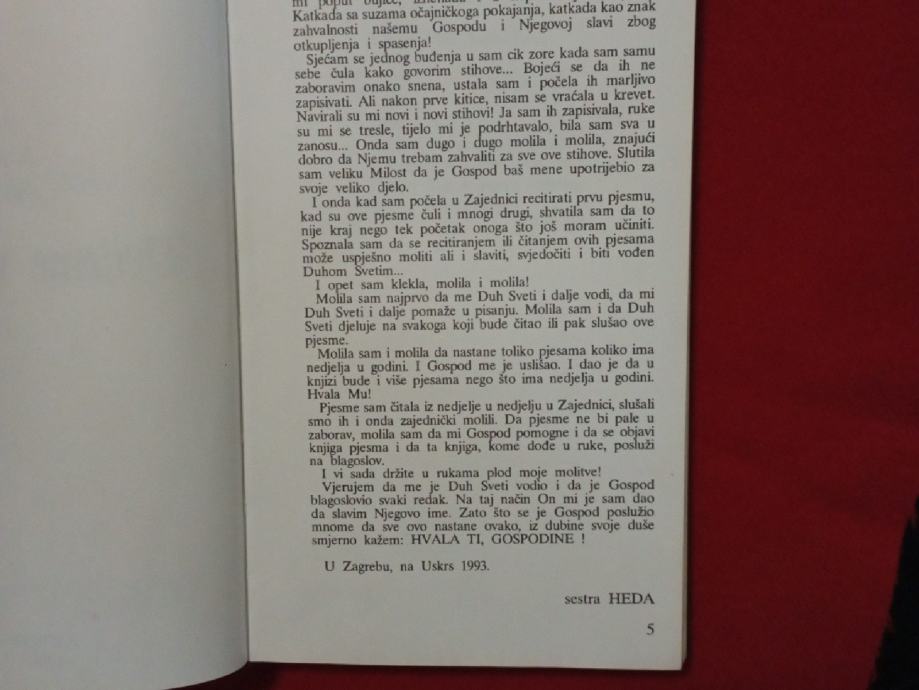 mi poput bujice,
Katkada sa suzama očajničkog pokajanja, katkada kao znak
zahvalnosti našemu Gospodu i Njegovoj slavi zbog
otkupljenja i spasenja!
Sjećam se jednog buđenja u sam cik zore kada sam samu
sebe čula kako govorim stihove... Bojeći se da ih ne
zaboravim onako snena, ustala sam i počela ih marljivo
zapisivati. Ali nakon prve kitice, nisam se vraćala u krevet.
Navirali su mi novi i novi stihovi! Ja sam ih zapisivala, ruke
su mi se tresle, tijelo mi je podrhtavalo, bila sam sva u
zanosu... Onda sam dugo i dugo molila i molila, znajući
dobro da Njemu trebam zahvaliti za sve ove stihove. Slutila
sam veliku Milost da je Gospod baš mene upotrijebio za
svoje veliko djelo.
I onda kad sam počela u Zajednici recitirati prvu pjesmu,
kad su ove pjesme čuli i mnogi drugi, shvatila sam da to
nije kraj nego tek početak onoga što još moram učiniti.
Spoznala sam da se recitiranjem ili čitanjem ovih pjesama
može uspješno moliti ali i slaviti, svjedočiti i biti vođen
Duhom Svetim...
I opet sam klekla, molila i molila!
Molila sam najprvo da me Duh Sveti i dalje vodi, da mi
Duh Sveti i dalje pomaže u pisanju. Molila sam i da Duh
Sveti djeluje na svakoga koji bude čitao ili pak slušao ove
pjesme.
Molila sam i molila da nastane toliko pjesama koliko ima
nedjelja u godini. I Gospod me je uslišao. I dao je da u
knjizi bude i više pjesama nego što ima nedjelja u godini.
Hvala Mu!
Pjesme sam čitala iz nedjelje u nedjelju u Zajednici, slušali
smo ih i onda zajednički molili. Da pjesme ne bi pale u
zaborav, molila sam da mi Gospod pomogne i da se objavi
knjiga pjesma i da ta knjiga, kome dođe u ruke, posluži
na blagoslov.
I vi sada držite u rukama plod moje molitve!
Vjerujem da me je Duh Sveti vodio i da je Gospod
blagoslovio svaki redak. Na taj način On mi je sam dao
da slavim Njegovo ime. Zato što se je Gospod poslužio
mnome da sve ovo nastane ovako, iz dubine svoje duše
smjerno kažem: HVALA TI, GOSPODINE !
U Zagrebu, na Uskrs 1993.
sestra HEDA
5